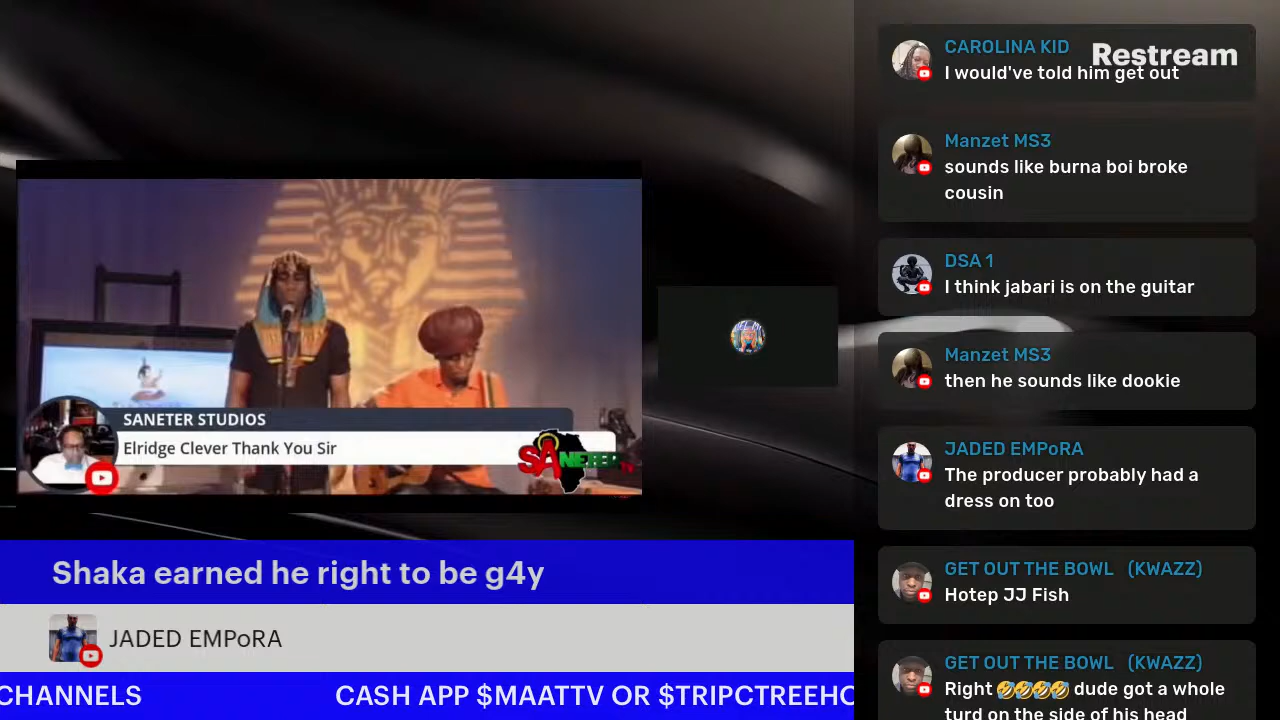 SANETER STUDIOS
Elridge Clever Thank You Sir
SANETER TV
Shaka earned he right to be g4y
JADED EMPoRA
CHANNELS CASH APP $MAATTV OR $TRIPCTREEHO
Restream
CAROLINA KID
I would've told him get out
Manzet MS3
sounds like burna boi broke
cousin
DSA 1
I think jabari is on the guitar
Manzet MS3
then he sounds like dookie
JADED EMPoRA
The producer probably had a
dress on too
GET OUT THE BOWL (KWAZZ)
Hotep JJ Fish
GET OUT THE BOWL (KWAZZ)
Right 🤣🤣🤣🤣 dude got a whole
turd on the side of his head